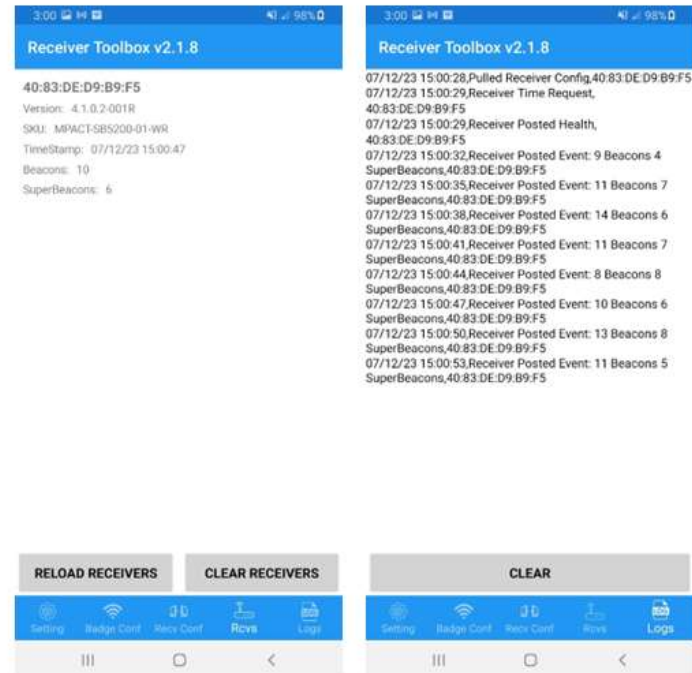 3:00
98%
Receiver Toolbox v2.1.8
40:83:DE:D9:B9:F5
Version: 4.1.0.2-001R
SKU: MPACT-SB5200-01-WR
TimeStamp: 07/12/23 15:00:47
Beacons: 10
SuperBeacons: 6
RELOAD RECEIVERS
CLEAR RECEIVERS
Setting
Badge Conf
Recv Conf
Rcvs
Logs
3:00
98%
Receiver Toolbox v2.1.8
07/12/23 15:00:28,Pulled Receiver Config,40:83:DE:D9:B9:F5
07/12/23 15:00:29,Receiver Time Request,
40:83:DE:D9:B9:F5
07/12/23 15:00:29,Receiver Posted Health,
40:83:DE:D9:B9:F5
07/12/23 15:00:32,Receiver Posted Event: 9 Beacons 4
SuperBeacons,40:83:DE:D9:B9:F5
07/12/23 15:00:35,Receiver Posted Event: 11 Beacons 7
SuperBeacons,40:83:DE:D9:B9:F5
07/12/23 15:00:38,Receiver Posted Event: 14 Beacons 6
SuperBeacons,40:83:DE:D9:B9:F5
07/12/23 15:00:41,Receiver Posted Event: 11 Beacons 7
SuperBeacons,40:83:DE:D9:B9:F5
07/12/23 15:00:44,Receiver Posted Event: 8 Beacons 8
SuperBeacons,40:83:DE:D9:B9:F5
07/12/23 15:00:47,Receiver Posted Event: 10 Beacons 6
SuperBeacons,40:83:DE:D9:B9:F5
07/12/23 15:00:50,Receiver Posted Event: 13 Beacons 8
SuperBeacons,40:83:DE:D9:B9:F5
07/12/23 15:00:53,Receiver Posted Event: 11 Beacons 5
SuperBeacons,40:83:DE:D9:B9:F5
CLEAR
Setting
Badge Conf
Recv Conf
Rcvs
LOG
Logs